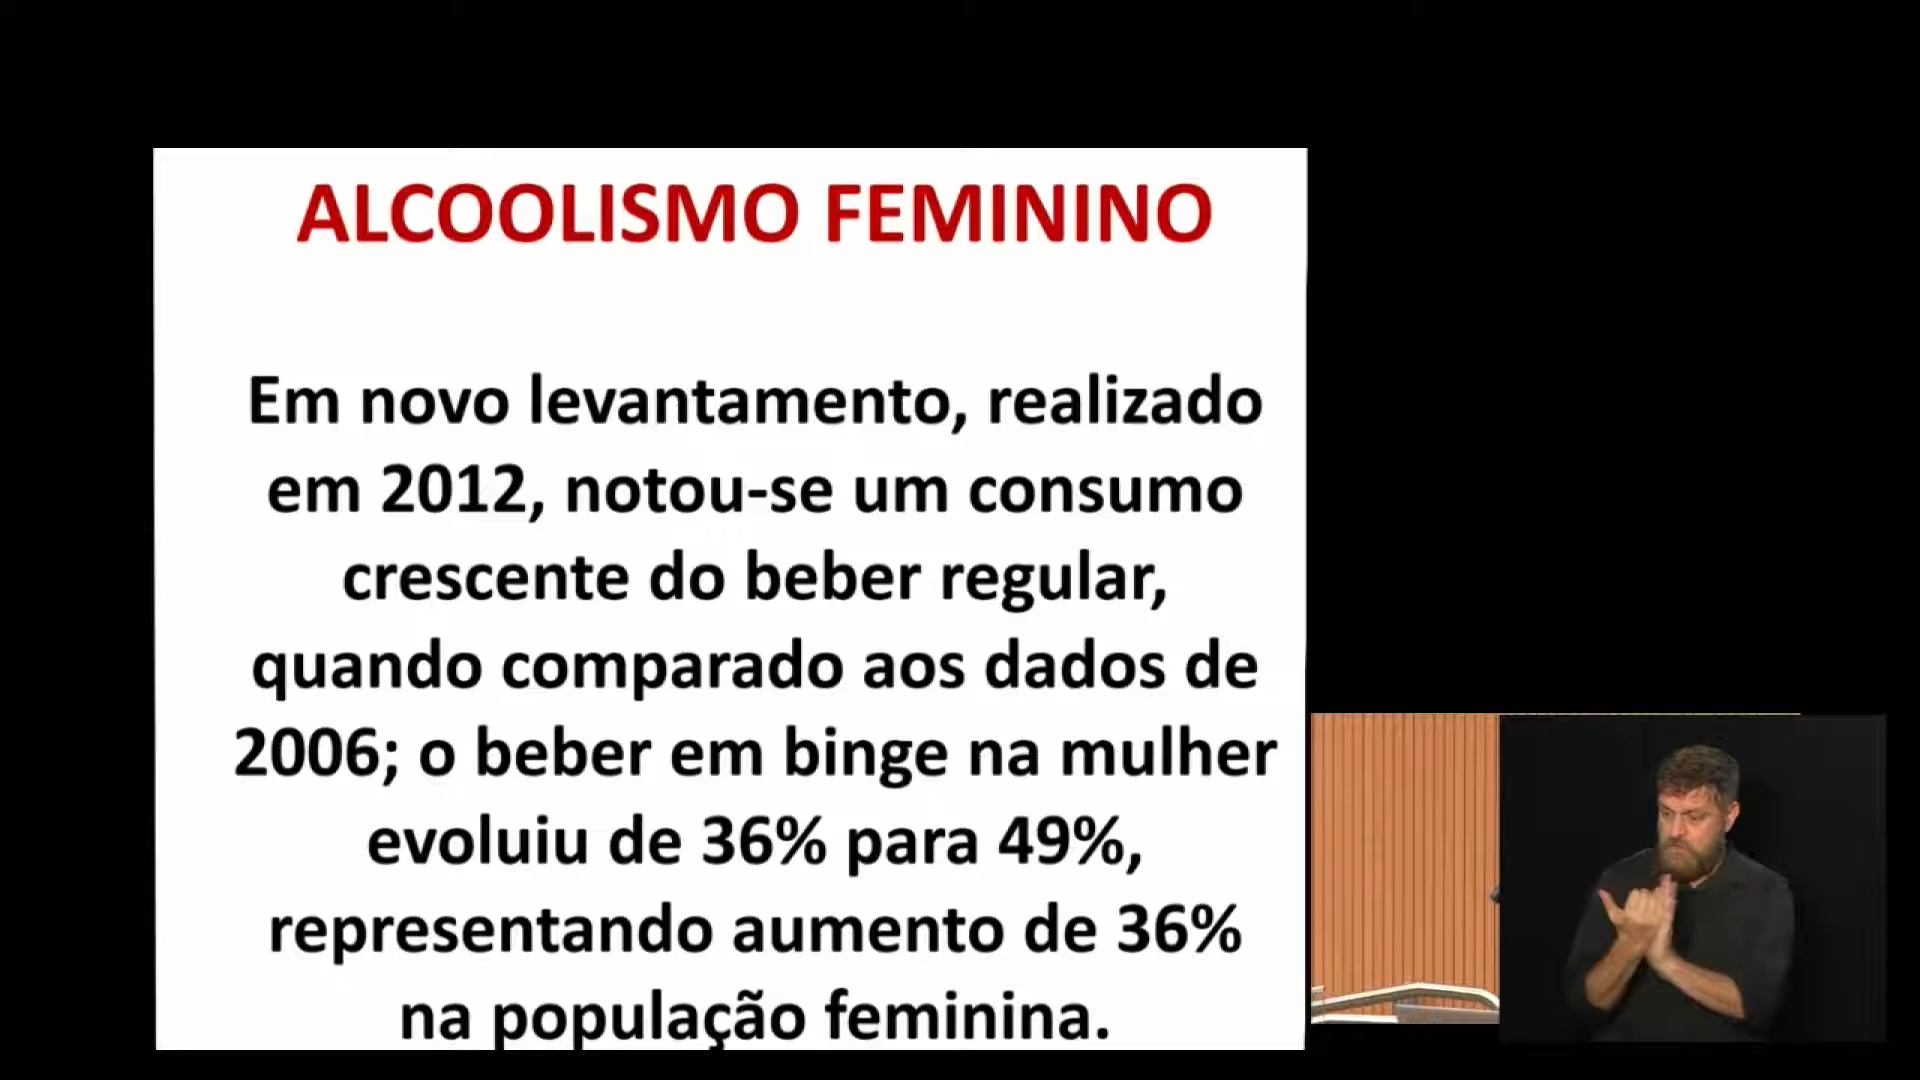 ALCOOLISMO FEMININO
Em novo levantamento, realizado
em 2012, notou-se um consumo
crescente do beber regular,
quando comparado aos dados de
2006; o beber em binge na mulher
evoluiu de 36% para 49%,
representando aumento de 36%
na população feminina.